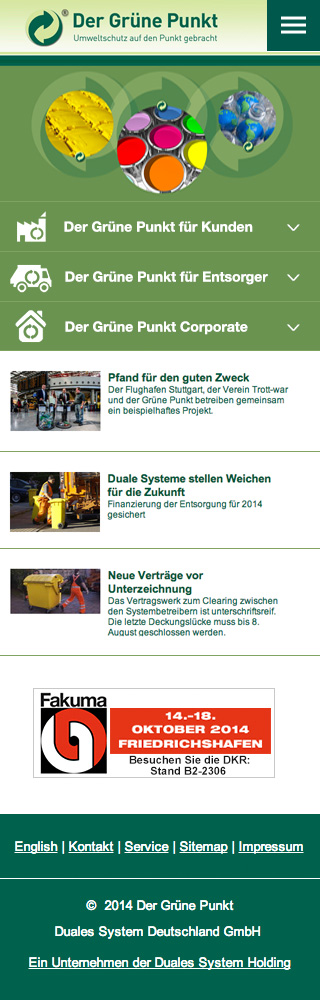 Der Grüne Punkt
Umweltschutz auf den Punkt gebracht
Der Grüne Punkt für Kunden
Der Grüne Punkt für Entsorger
Der Grüne Punkt Corporate
Pfand für den guten Zweck
Der Flughafen Stuttgart, der Verein Trott-war
und der Grüne Punkt betreiben gemeinsam
ein beispielhaftes Projekt.
Duale Systeme stellen Weichen
für die Zukunft
Finanzierung der Entsorgung für 2014
gesichert
Neue Verträge vor
Unterzeichnung
Das Vertragswerk zum Clearing zwischen
den Systembetreibern ist unterschriftsreif.
Die letzte Deckungslücke muss bis 8.
August geschlossen werden.
Fakuma
14.-18.
OKTOBER 2014
FRIEDRICHSHAFEN
Besuchen Sie die DKR:
Stand B2-2306
English | Kontakt | Service | Sitemap | Impressum
© 2014 Der Grüne Punkt
Duales System Deutschland GmbH
Ein Unternehmen der Duales System Holding